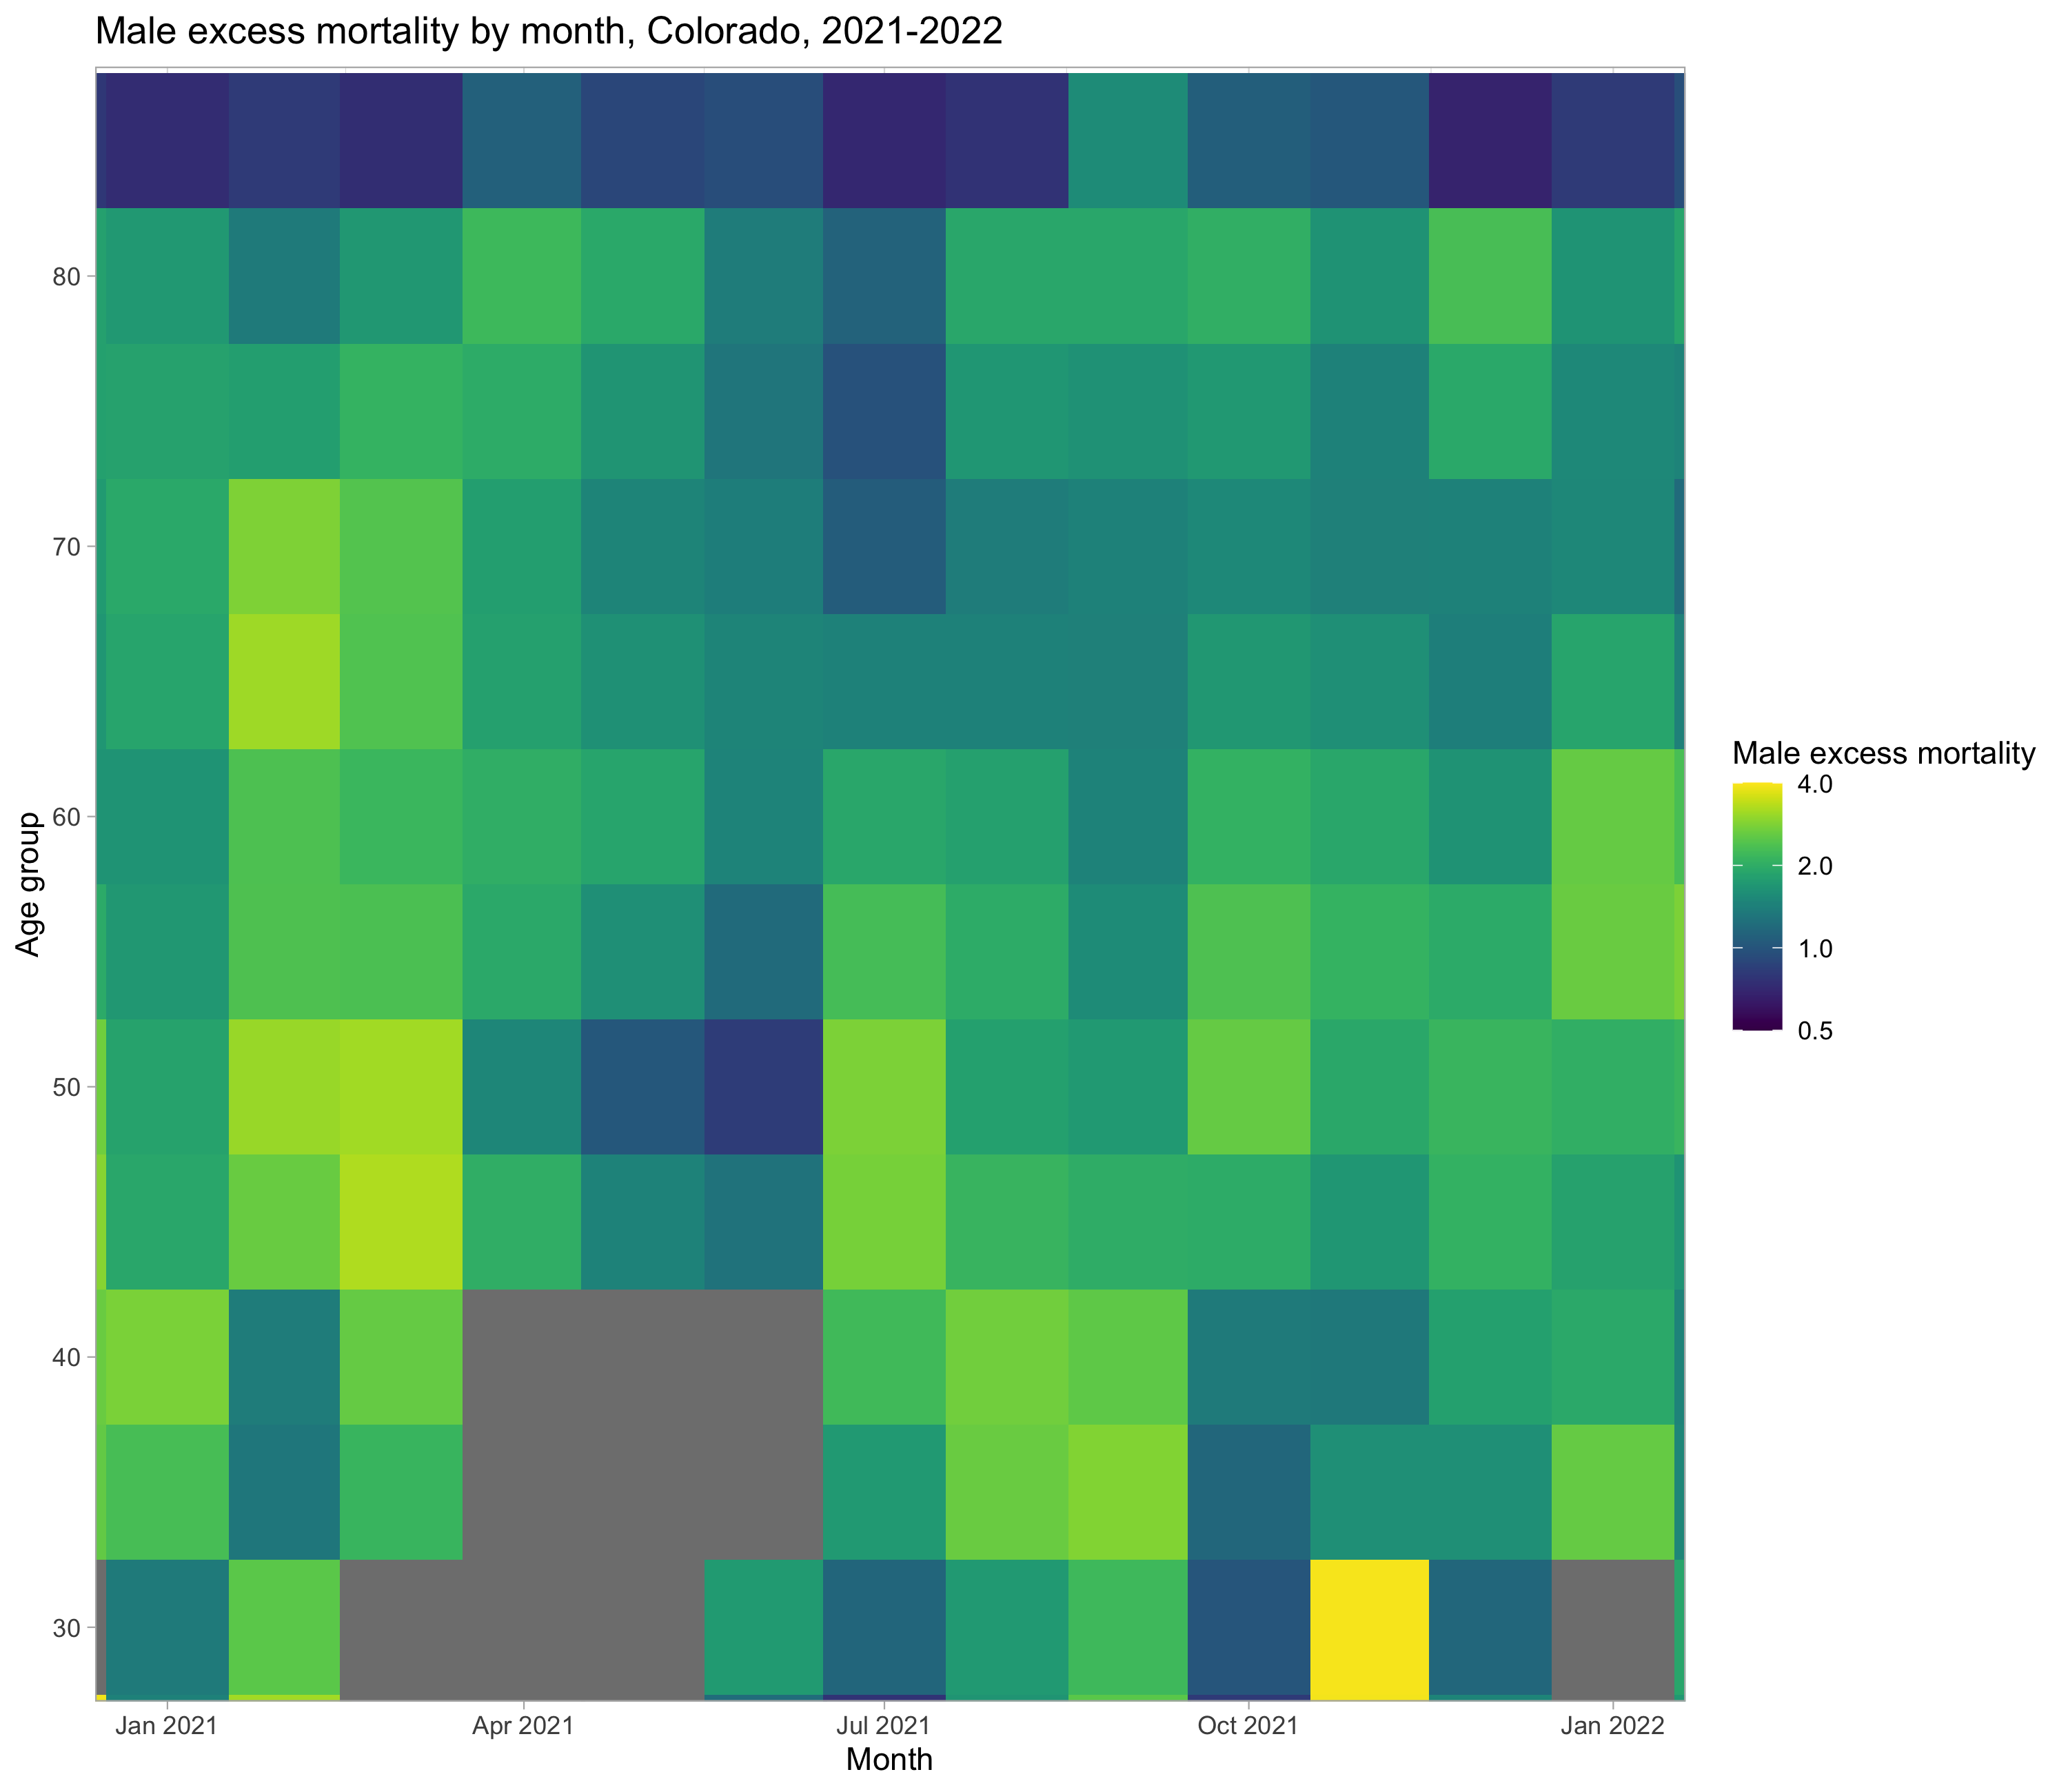 Male excess mortality by month, Colorado, 2021-2022
80
70
60
50
40
30
Age group
Jan 2021
Apr 2021
Jul 2021
Oct 2021
Jan 2022
Month
Male excess mortality
4.0
2.0
1.0
0.5